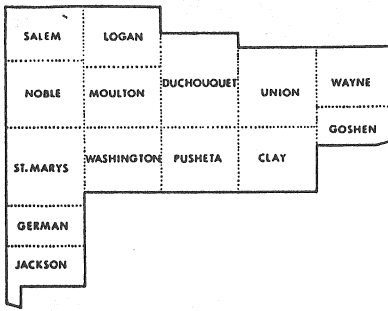 SALEM
LOGAN
DUCHOUQUET
WAYNE
NOBLE
MOULTON
UNION
GOSHEN
ST. MARYS
WASHINGTON
PUSHETA
CLAY
GERMAN
JACKSON